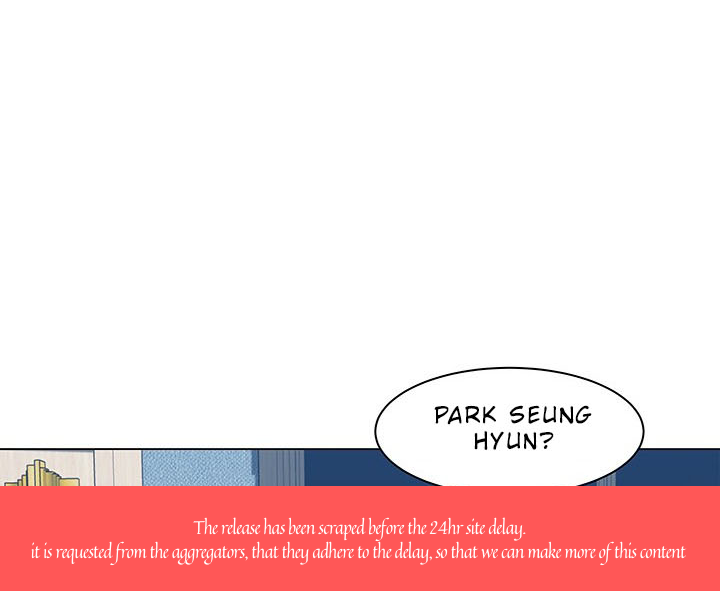 PARK SEUNG
HYUN?
The release has been scraped before the 24hr site delay.
it is requested from the aggregators, that they adhere to the delay, so that we can make more of this content